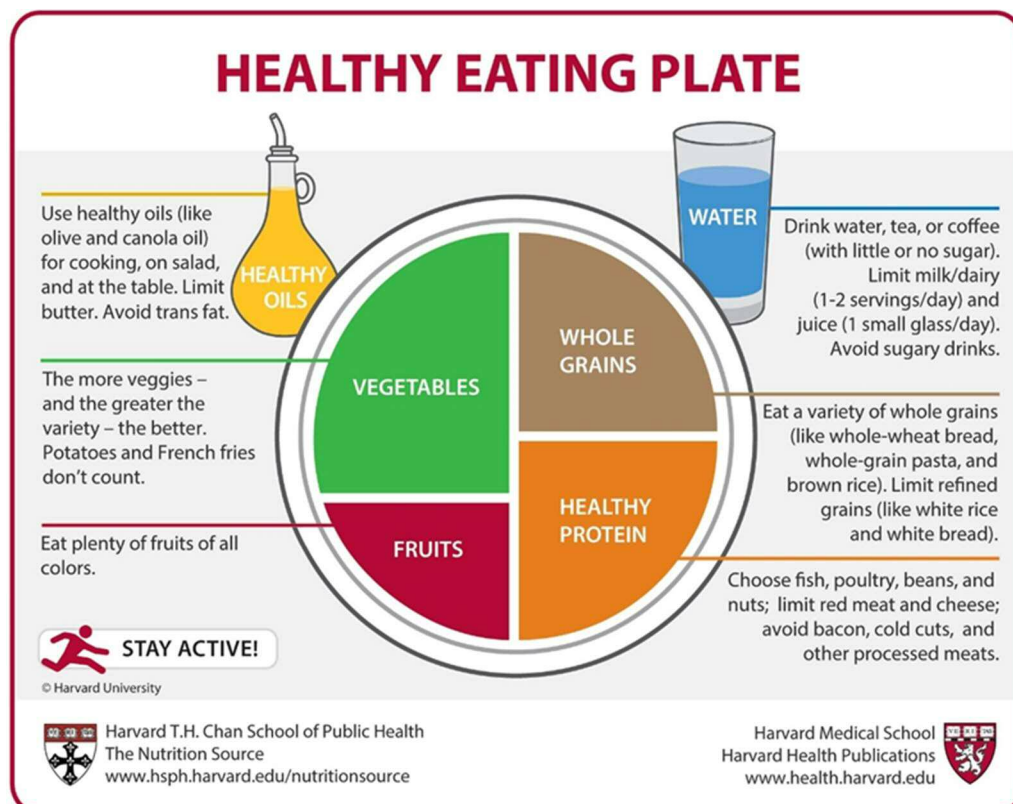 HEALTHY EATING PLATE
Use healthy oils (like
olive and canola oil)
for cooking, on salad,
and at the table. Limit
butter. Avoid trans fat.
HEALTHY
OILS
WATER
Drink water, tea, or coffee
(with little or no sugar).
Limit milk/dairy
(1-2 servings/day) and
juice (1 small glass/day).
Avoid sugary drinks.
The more veggies –
and the greater the
variety – the better.
Potatoes and French fries
don't count.
VEGETABLES
WHOLE
GRAINS
Eat a variety of whole grains
(like whole-wheat bread,
whole-grain pasta, and
brown rice). Limit refined
grains (like white rice
and white bread).
Eat plenty of fruits of all
colors.
FRUITS
HEALTHY
PROTEIN
Choose fish, poultry, beans, and
nuts; limit red meat and cheese;
avoid bacon, cold cuts, and
other processed meats.
STAY ACTIVE!
© Harvard University
Harvard T.H. Chan School of Public Health
The Nutrition Source
www.hsph.harvard.edu/nutritionsource
Harvard Medical School
Harvard Health Publications
www.health.harvard.edu